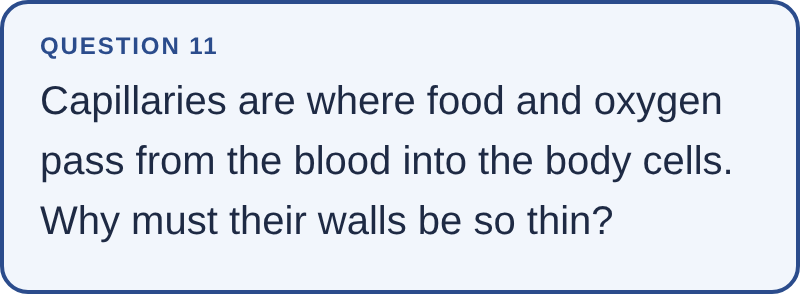 QUESTION 11
Capillaries are where food and oxygen
pass from the blood into the body cells.
Why must their walls be so thin?